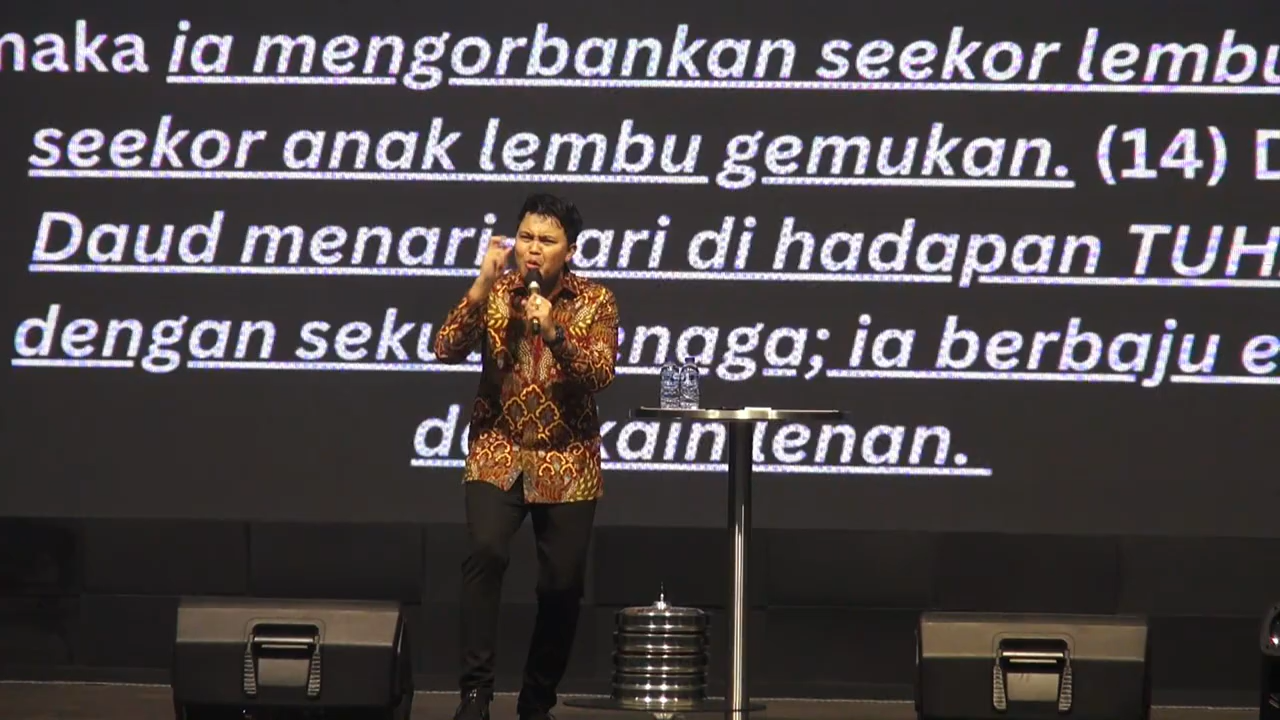 maka ia mengorbankan seekor lembu
seekor anak lembu gemukan. (14) D
Daud menari ari di hadapan TUH
dengan seku enaga; ia berbaju e
da kain lenan.